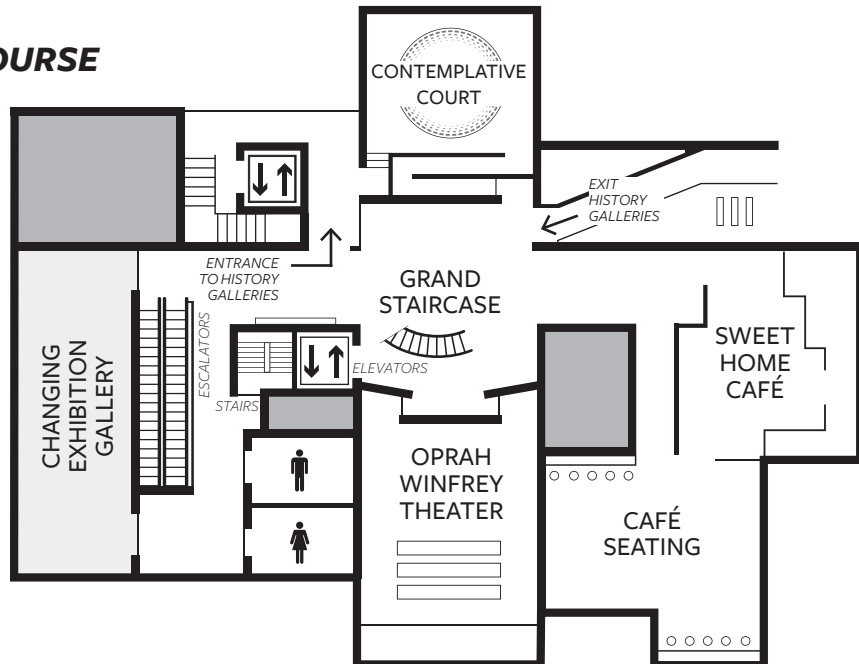 CONTEMPLATIVE
COURT
EXIT
HISTORY
GALLERIES
ENTRANCE
TO HISTORY
GALLERIES
GRAND
STAIRCASE
CHANGING
EXHIBITION
GALLERY
ESCALATORS
STAIRS
ELEVATORS
SWEET
HOME
CAFÉ
OPRAH
WINFREY
THEATER
CAFÉ
SEATING